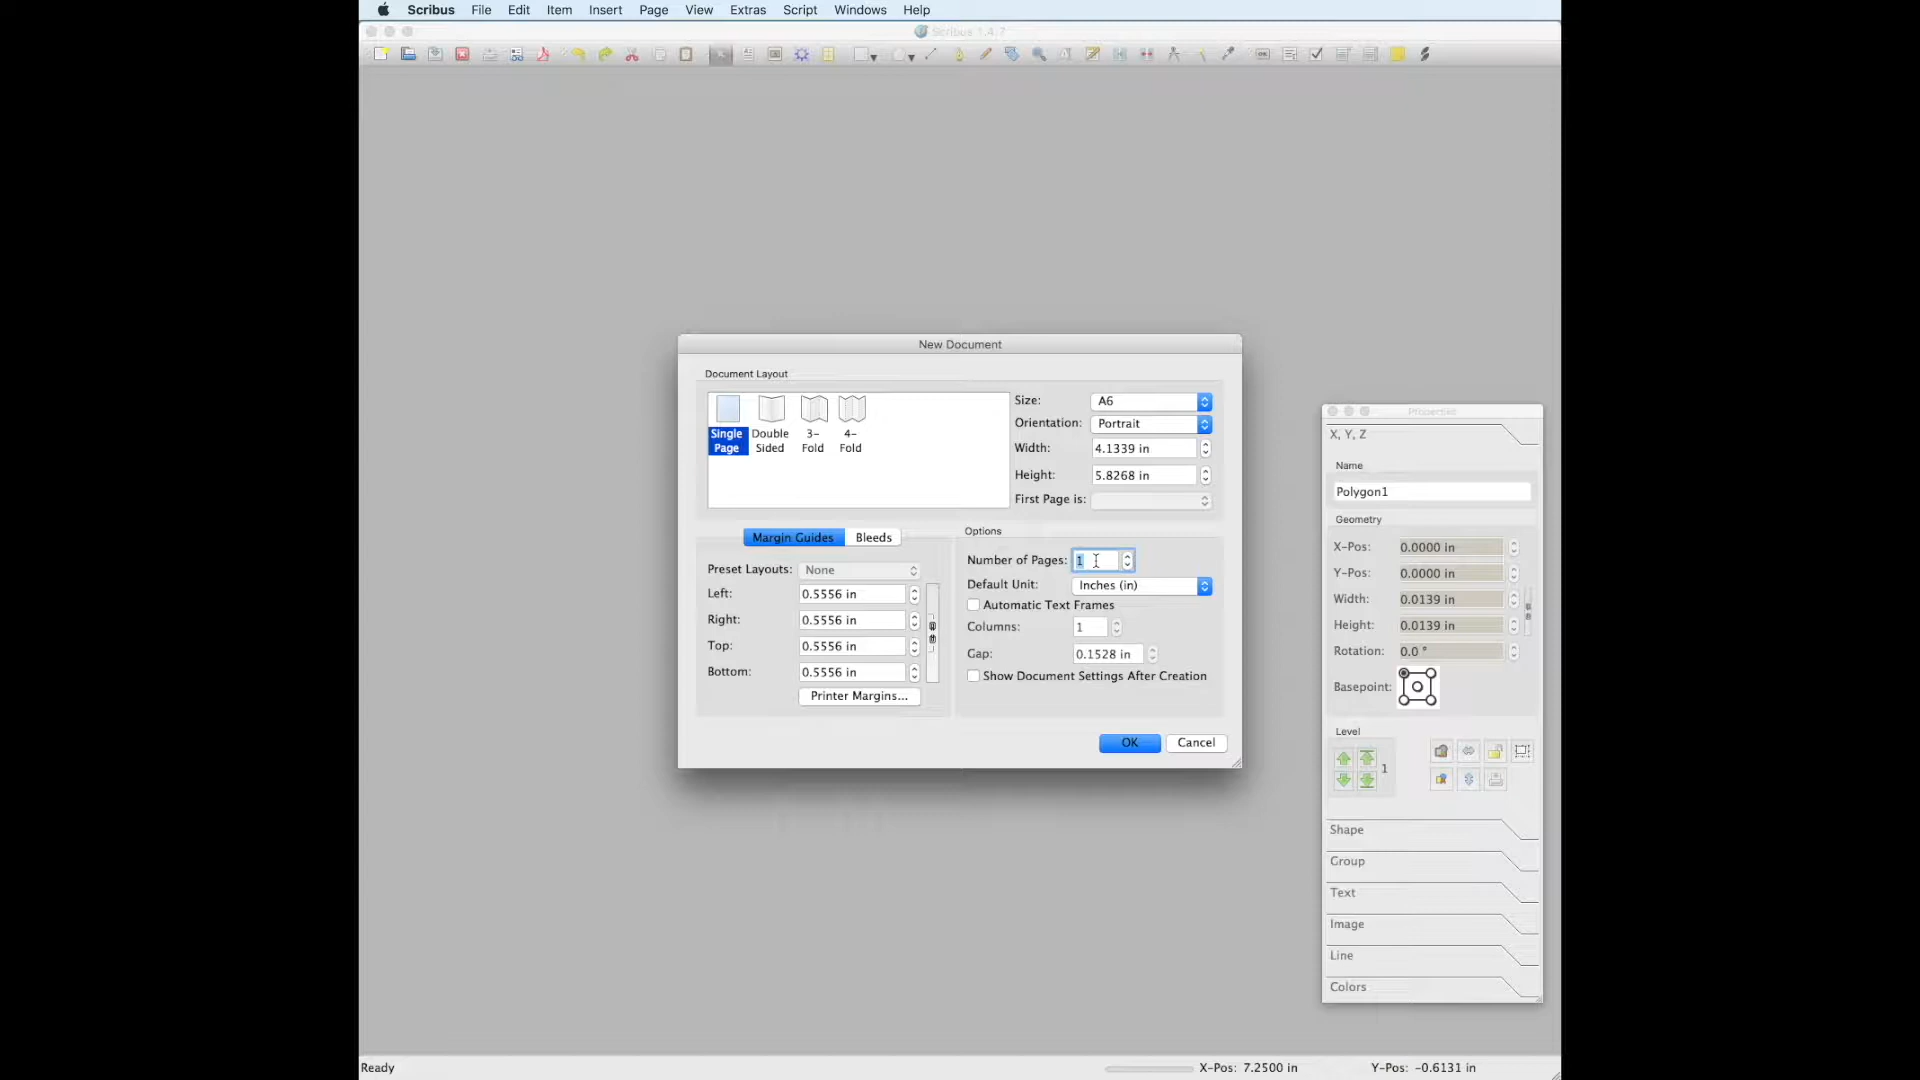 Scribus File Edit Item Insert Page View Extras Script Windows Help
Scribus 1.4.7
New Document
Document Layout
Single Page
Double Sided
3-Fold
4-Fold
Size: A6
Orientation: Portrait
Width: 4.1339 in
Height: 5.8268 in
First Page is:
Margin Guides Bleeds
Preset Layouts: None
Left: 0.5556 in
Right: 0.5556 in
Top: 0.5556 in
Bottom: 0.5556 in
Printer Margins...
Options
Number of Pages: 1
Default Unit: Inches (in)
Automatic Text Frames
Columns: 1
Gap: 0.1528 in
Show Document Settings After Creation
OK Cancel
Properties
X, Y, Z
Name
Polygon1
Geometry
X-Pos: 0.0000 in
Y-Pos: 0.0000 in
Width: 0.0139 in
Height: 0.0139 in
Rotation: 0.0 °
Basepoint:
Level
1
Shape
Group
Text
Image
Line
Colors
Ready X-Pos: 7.2500 in Y-Pos: -0.6131 in